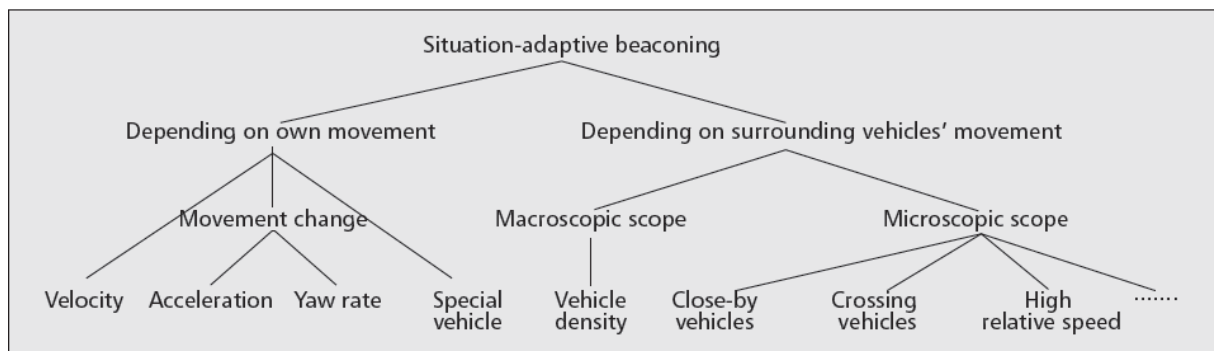 Situation-adaptive beaconing
Depending on own movement
Depending on surrounding vehicles' movement
Movement change
Macroscopic scope
Microscopic scope
Velocity
Acceleration
Yaw rate
Special
vehicle
Vehicle
density
Close-by
vehicles
Crossing
vehicles
High
relative speed
.......